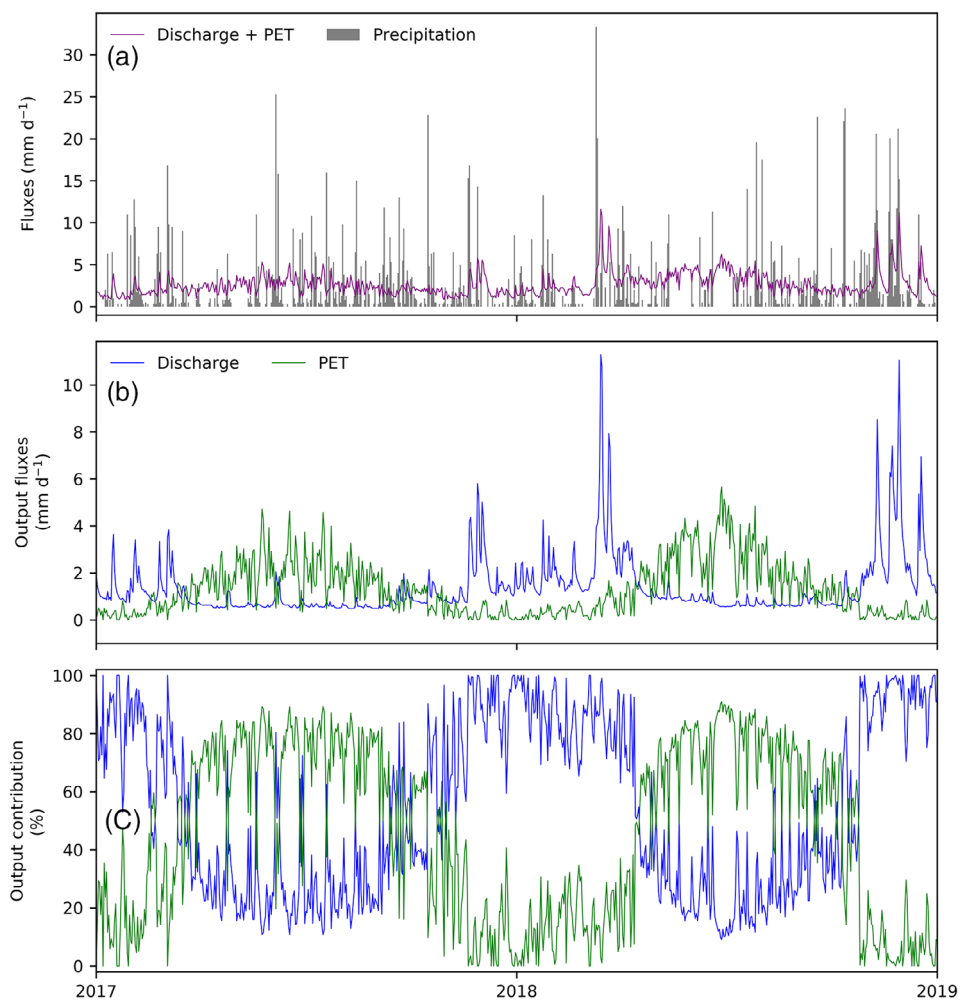 Discharge + PET
Precipitation
(a)
30
25
20
15
10
5
0
Fluxes (mm d⁻¹)
Discharge
PET
(b)
10
8
6
4
2
0
Output fluxes
(mm d⁻¹)
100
80
60
40
20
0
(C)
Output contribution
(%)
2017
2018
2019